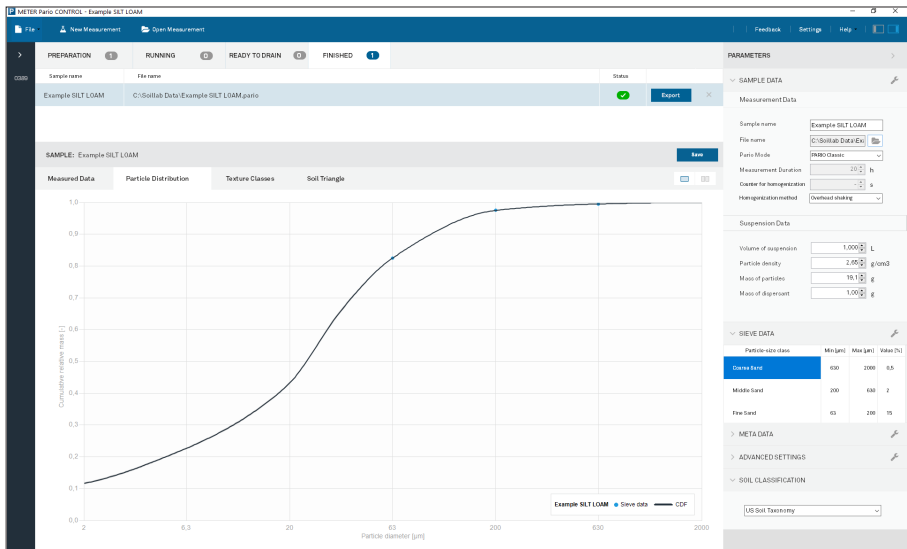 METER Pario CONTROL - Example SILT LOAM
File
New Measurement
Open Measurement
Feedback
Settings
Help
PREPARATION 1
RUNNING 0
READY TO DRAIN 0
FINISHED 1
Sample name
File name
Status
Example SILT LOAM
C:\Soillab Data\Example SILT LOAM.pario
Export
SAMPLE: Example SILT LOAM
Save
Measured Data
Particle Distribution
Texture Classes
Soil Triangle
1,0
0,9
0,8
0,7
0,6
0,5
0,4
0,3
0,2
0,1
0,0
Cumulative relative mass [-]
2
6.3
20
63
200
630
2000
Particle diameter [µm]
Example SILT LOAM
Sieve data
CDF
PARAMETERS
SAMPLE DATA
Measurement Data
Sample name
Example SILT LOAM
File name
C:\Soillab Data\Ex
Pario Mode
PARIO Classic
Measurement Duration
20 h
Counter for homogenization
- s
Homogenization method
Overhead shaking
Suspension Data
Volume of suspension
1,000 L
Particle density
2,65 g/cm3
Mass of particles
19,1 g
Mass of dispersant
1,00 g
SIEVE DATA
Particle-size class Min [µm] Max [µm] Value [%]
Coarse Sand 630 2000 0,5
Middle Sand 200 630 2
Fine Sand 63 200 15
META DATA
ADVANCED SETTINGS
SOIL CLASSIFICATION
US Soil Taxonomy